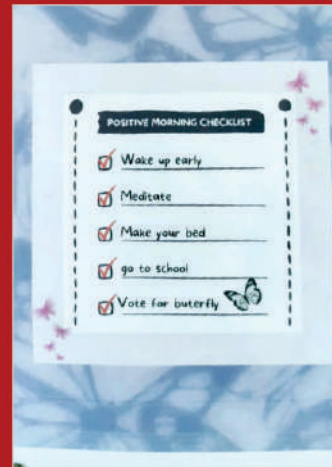 POSITIVE MORNING CHECKLIST
Wake up early
Meditate
Make your bed
go to school
Vote for buterfly